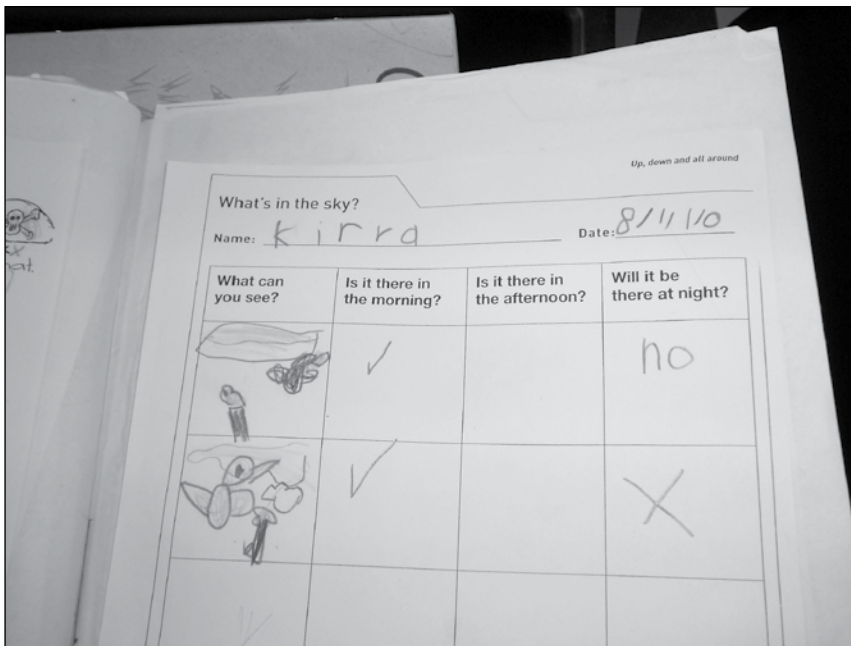 Up, down and all around
What's in the sky?
Name: Kirra Date: 8/11/10
What can you see?
Is it there in the morning?
Is it there in the afternoon?
Will it be there at night?
no